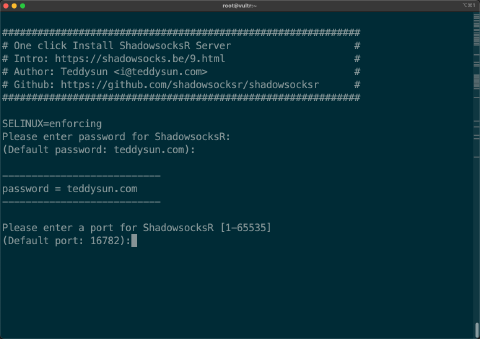 root@vultr:~
############################################################
# One click Install ShadowsocksR Server #
# Intro: https://shadowsocks.be/9.html #
# Author: Teddysun <i@teddysun.com> #
# Github: https://github.com/shadowsocksr/shadowsocksr #
############################################################
SELINUX=enforcing
Please enter password for ShadowsocksR:
(Default password: teddysun.com):
---------------------------
password = teddysun.com
---------------------------
Please enter a port for ShadowsocksR [1-65535]
(Default port: 16782):